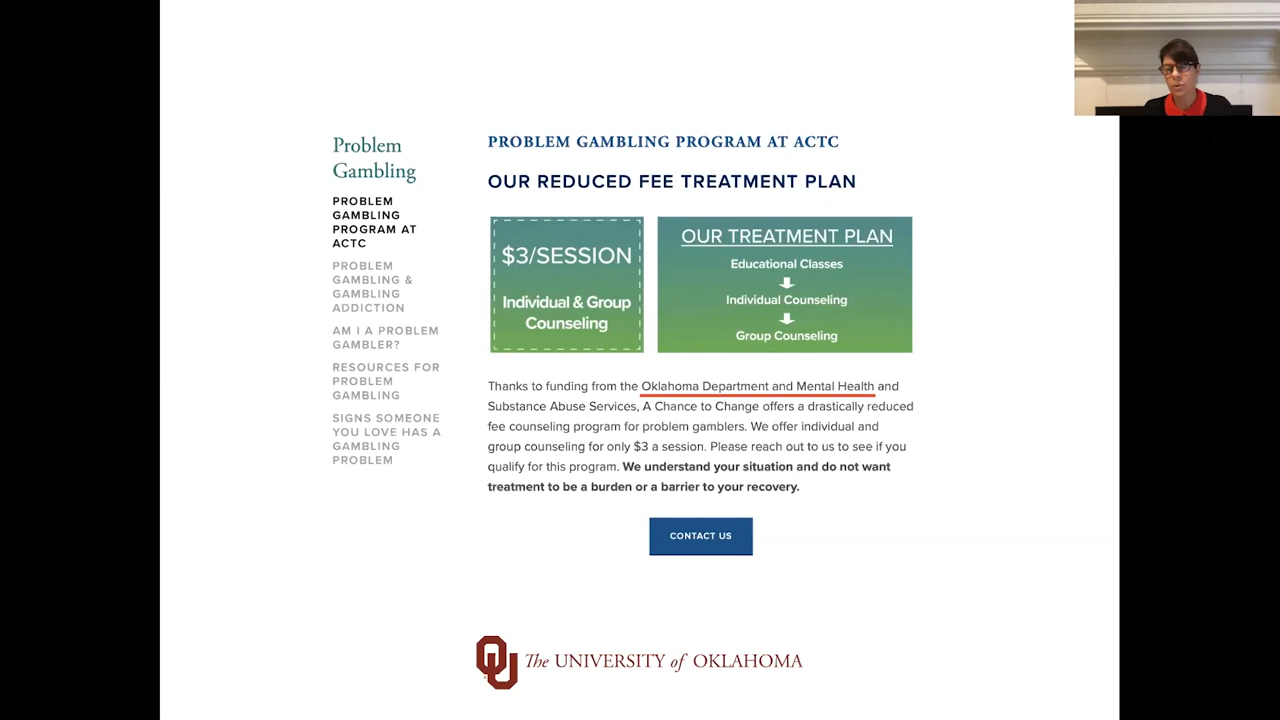 Problem
Gambling
PROBLEM
GAMBLING
PROGRAM AT
ACTC
PROBLEM
GAMBLING &
GAMBLING
ADDICTION
AM I A PROBLEM
GAMBLER?
RESOURCES FOR
PROBLEM
GAMBLING
SIGNS SOMEONE
YOU LOVE HAS A
GAMBLING
PROBLEM
PROBLEM GAMBLING PROGRAM AT ACTC
OUR REDUCED FEE TREATMENT PLAN
$3/SESSION
Individual & Group
Counseling
OUR TREATMENT PLAN
Educational Classes
Individual Counseling
Group Counseling
Thanks to funding from the Oklahoma Department and Mental Health and
Substance Abuse Services, A Chance to Change offers a drastically reduced
fee counseling program for problem gamblers. We offer individual and
group counseling for only $3 a session. Please reach out to us to see if you
qualify for this program. We understand your situation and do not want
treatment to be a burden or a barrier to your recovery.
CONTACT US
OU The UNIVERSITY of OKLAHOMA